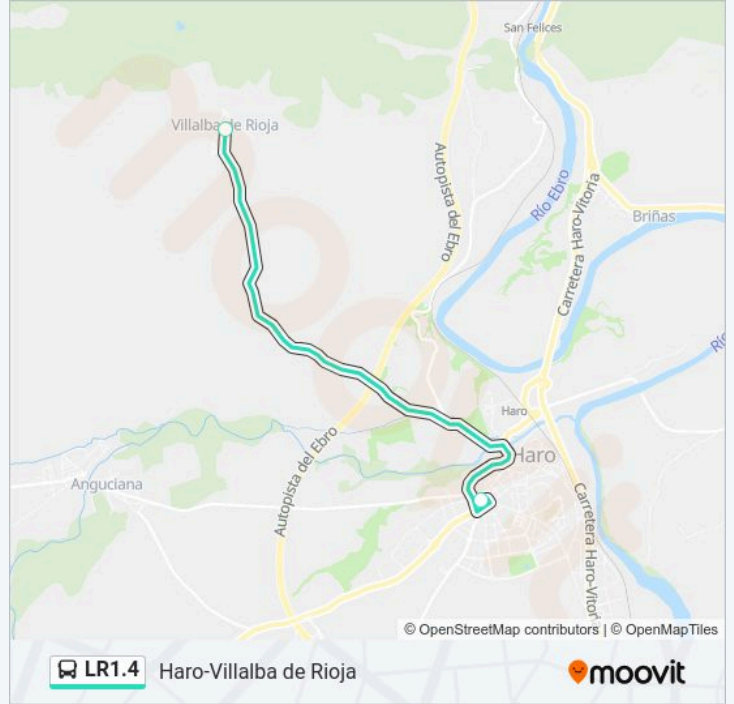 San Felices
Villalba de Rioja
Autopista del Ebro
Río Ebro
Carretera Haro-Vitoria
Briñas
Haro
Haro
Autopista del Ebro
Anguciana
Carretera Haro-Vitoria
© OpenStreetMap contributors | © OpenMapTiles
LR1.4 Haro-Villalba de Rioja
moovit